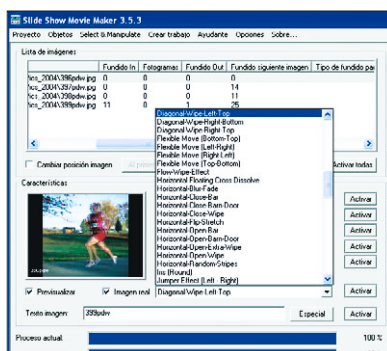 Slide Show Movie Maker 3.5.3
Proyecto Objetos Select & Manipulate Crear trabajo Ayudante Opciones Sobre...
Lista de imágenes
Fundido In Fotogramas Fundido Out Fundido siguiente imagen Tipo de fundido pa
\ics_2004\396pdw.jpg 0 0 0 0
\ics_2004\397pdw.jpg 0 0 0 14
\ics_2004\398pdw.jpg 0 0 0 11
\ics_2004\399pdw.jpg 11 0 1 25
Diagonal-Wipe-Left-Top
Diagonal-Wipe-Right-Bottom
Diagonal-Wipe-Right-Top
Flexible Move (Bottom-Top)
Flexible Move (Left-Right)
Flexible Move (Right Left)
Flexible Move (Top-Bottom)
Flow-Wipe-Effect
Horizontal Floating Cross Dissolve
Horizontal-Blur-Fade
Horizontal-Close-Bar
Horizontal-Close-Barn-Door
Horizontal-Close-Wipe
Horizontal-Flip-Stretch
Horizontal-Open-Bar
Horizontal-Open-Barn-Door
Horizontal-Open-Extra-Wipe
Horizontal-Open-Wipe
Horizontal-Random-Stripes
Iris (Round)
Jumper Effect (Left - Right)
Cambiar posición imagen
Activar todas
Características
Activar
Activar
Activar
Activar
Activar
Previsualizar Imagen real Diagonal-Wipe-Left-Top Activar
Texto imagen: 399pdw Especial Activar
Proceso actual: 100 %